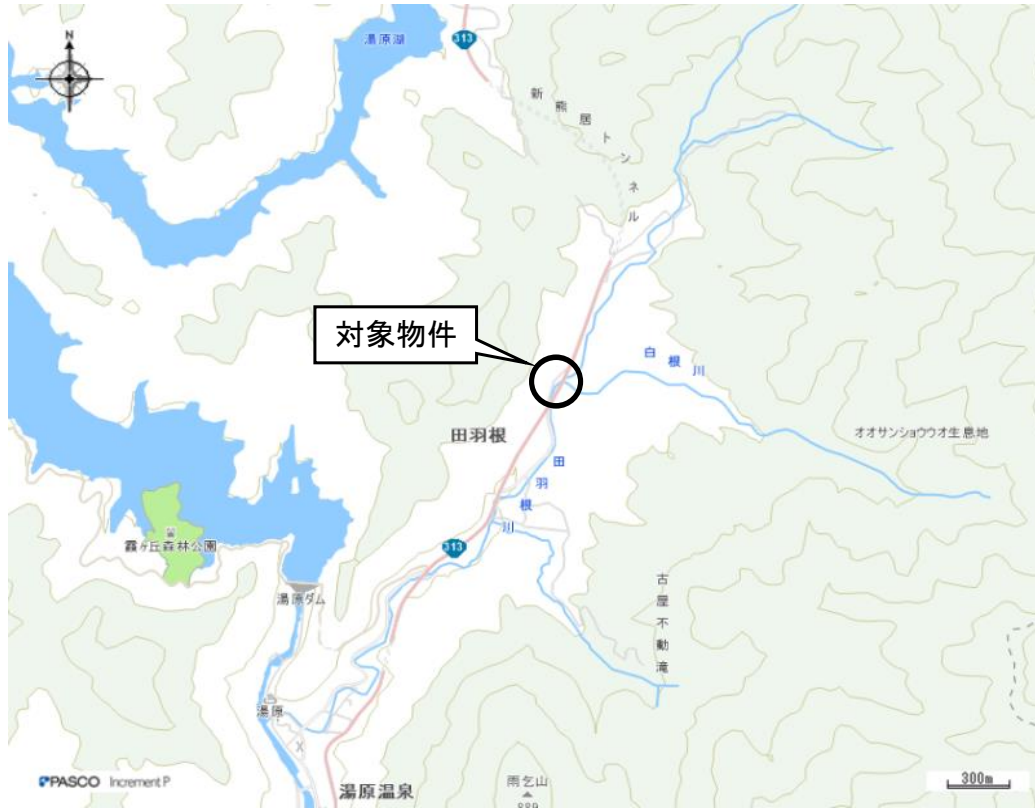 N
湯原湖
313
新熊居トンネル
対象物件
白根川
田羽根
オオサンショウウオ生息地
田羽根川
霞ヶ丘森林公園
313
湯原ダム
古屋不動滝
湯原
湯原温泉
雨乞山
889
PASCO Increment P
300m